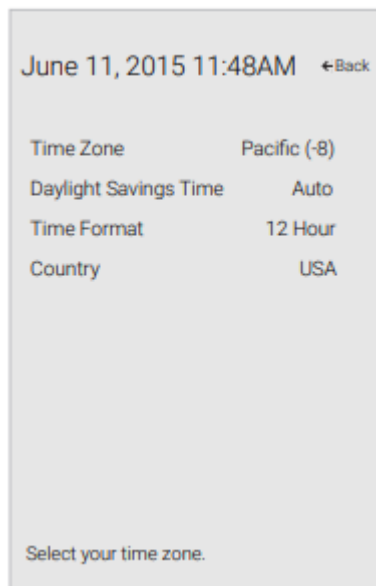 June 11, 2015 11:48AM ←Back
Time Zone Pacific (-8)
Daylight Savings Time Auto
Time Format 12 Hour
Country USA
Select your time zone.